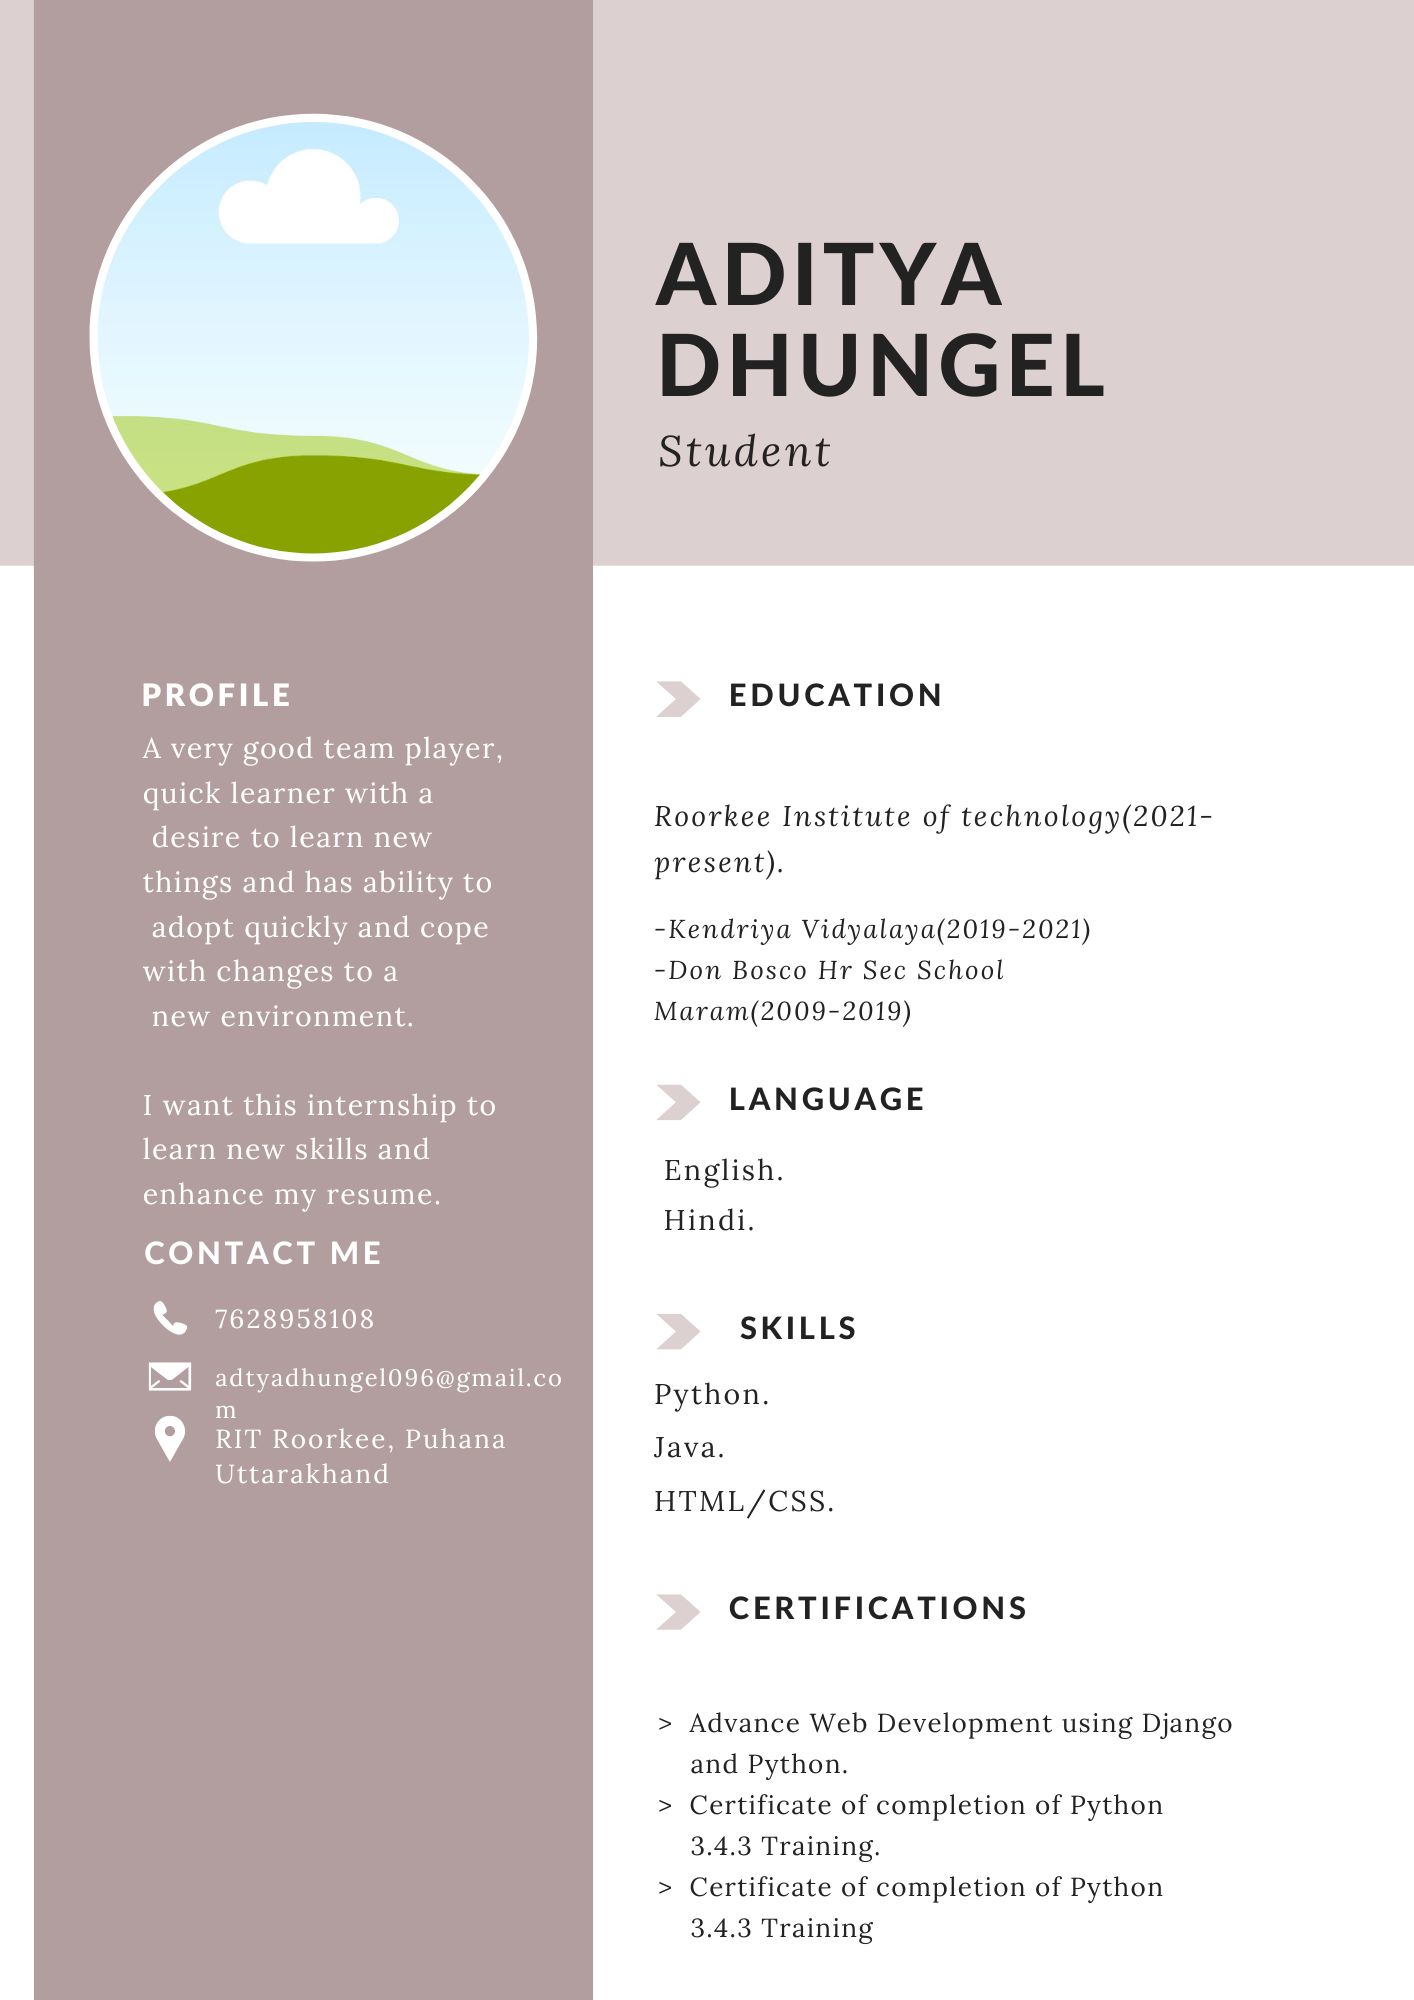 ADITYA
DHUNGEL
Student
PROFILE
A very good team player,
quick learner with a
desire to learn new
things and has ability to
adopt quickly and cope
with changes to a
new environment.
I want this internship to
learn new skills and
enhance my resume.
CONTACT ME
7628958108
adtyadhungel096@gmail.co
m
RIT Roorkee, Puhana
Uttarakhand
EDUCATION
Roorkee Institute of technology(2021-
present).
-Kendriya Vidyalaya(2019-2021)
-Don Bosco Hr Sec School
Maram(2009-2019)
LANGUAGE
English.
Hindi.
SKILLS
Python.
Java.
HTML/CSS.
CERTIFICATIONS
> Advance Web Development using Django
and Python.
> Certificate of completion of Python
3.4.3 Training.
> Certificate of completion of Python
3.4.3 Training